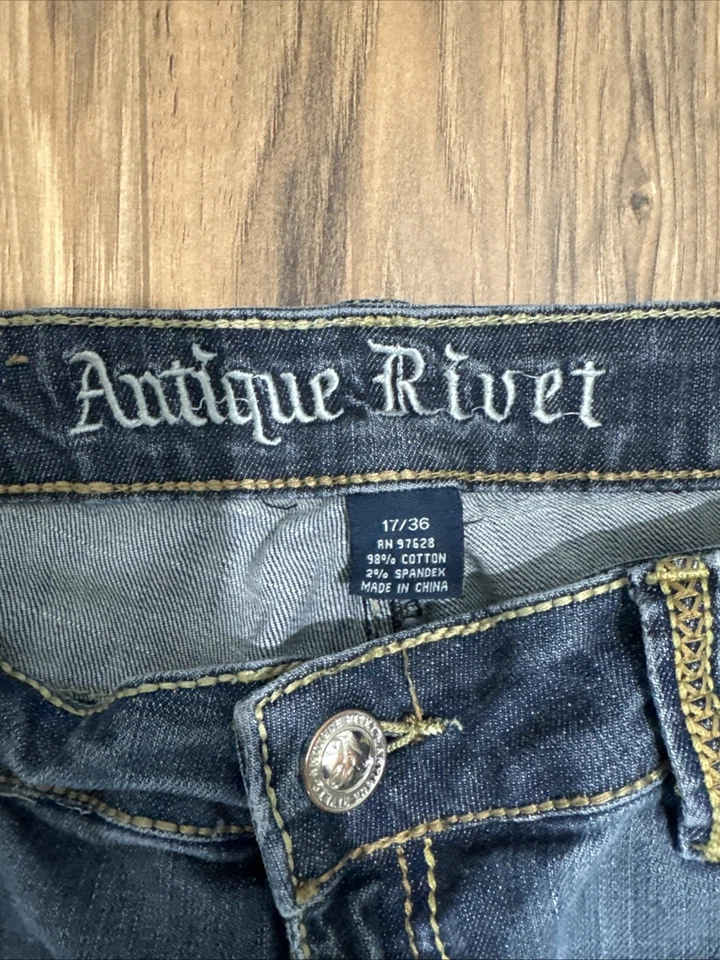 Antique Rivet
17/36
RN 97628
98% COTTON
2% SPANDEX
MADE IN CHINA